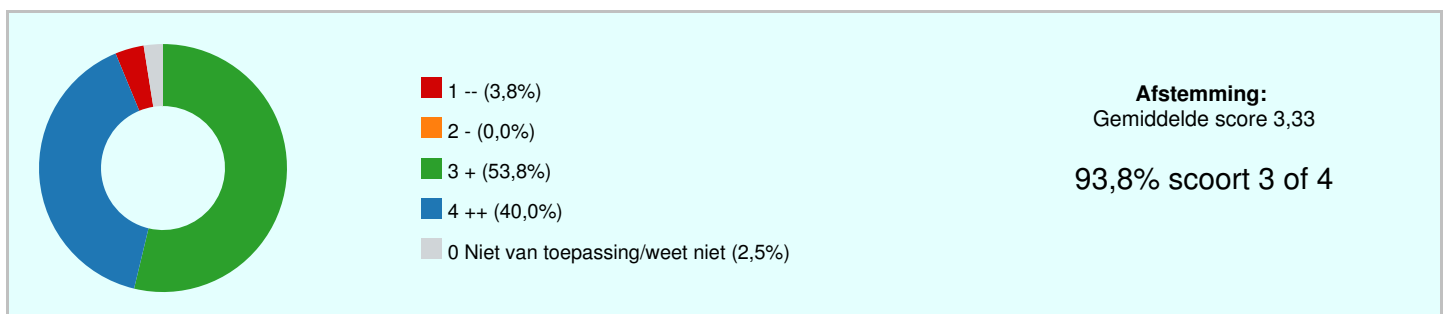 1 -- (3,8%)
2 - (0,0%)
3 + (53,8%)
4 ++ (40,0%)
0 Niet van toepassing/weet niet (2,5%)
Afstemming:
Gemiddelde score 3,33
93,8% scoort 3 of 4